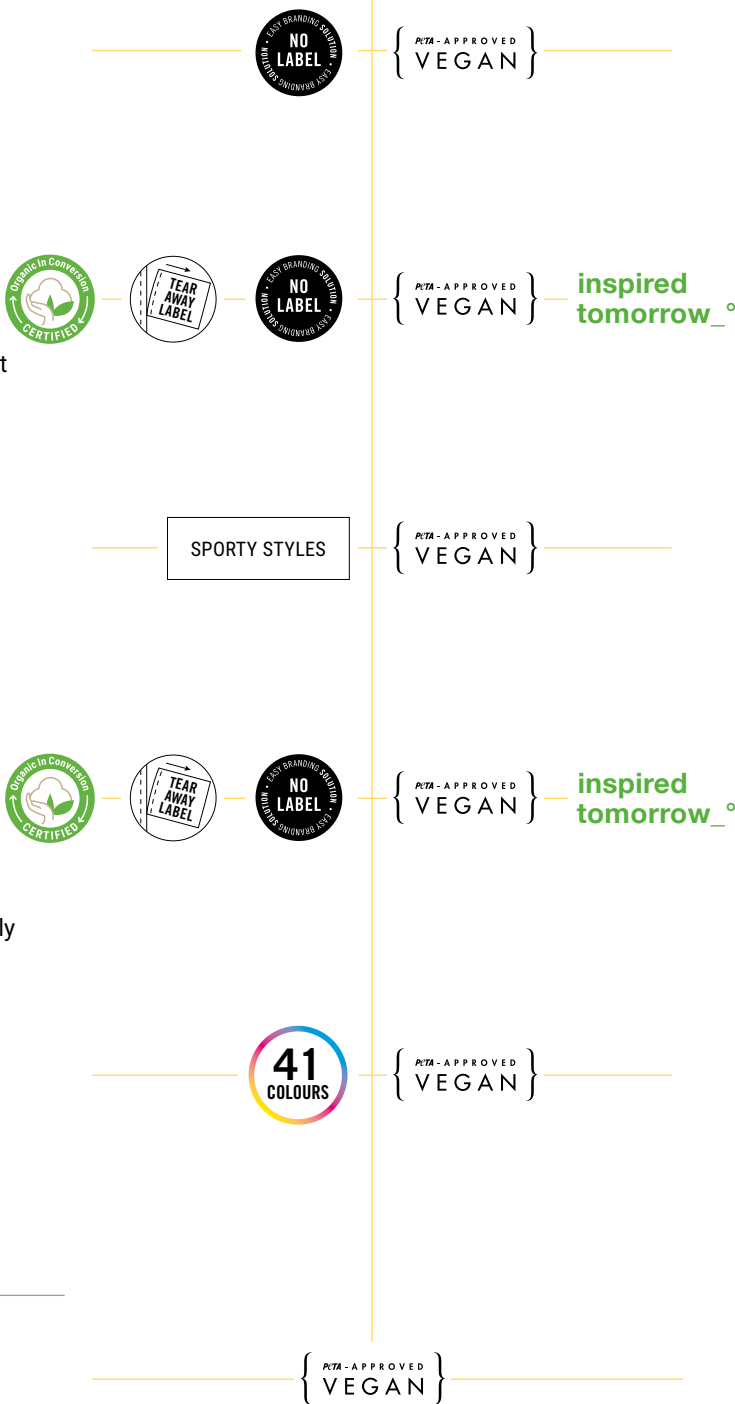 • EASY BRANDING SOLUTION • EASY BRANDING SOLUTION
NO
LABEL
PETA-APPROVED
VEGAN
Organic In Conversion
CERTIFIED
TEAR
AWAY
LABEL
• EASY BRANDING SOLUTION • EASY BRANDING SOLUTION
NO
LABEL
PETA-APPROVED
VEGAN
inspired
tomorrow_°
t
SPORTY STYLES
PETA-APPROVED
VEGAN
Organic In Conversion
CERTIFIED
TEAR
AWAY
LABEL
• EASY BRANDING SOLUTION • EASY BRANDING SOLUTION
NO
LABEL
PETA-APPROVED
VEGAN
inspired
tomorrow_°
ly
41
COLOURS
PETA-APPROVED
VEGAN
PETA-APPROVED
VEGAN